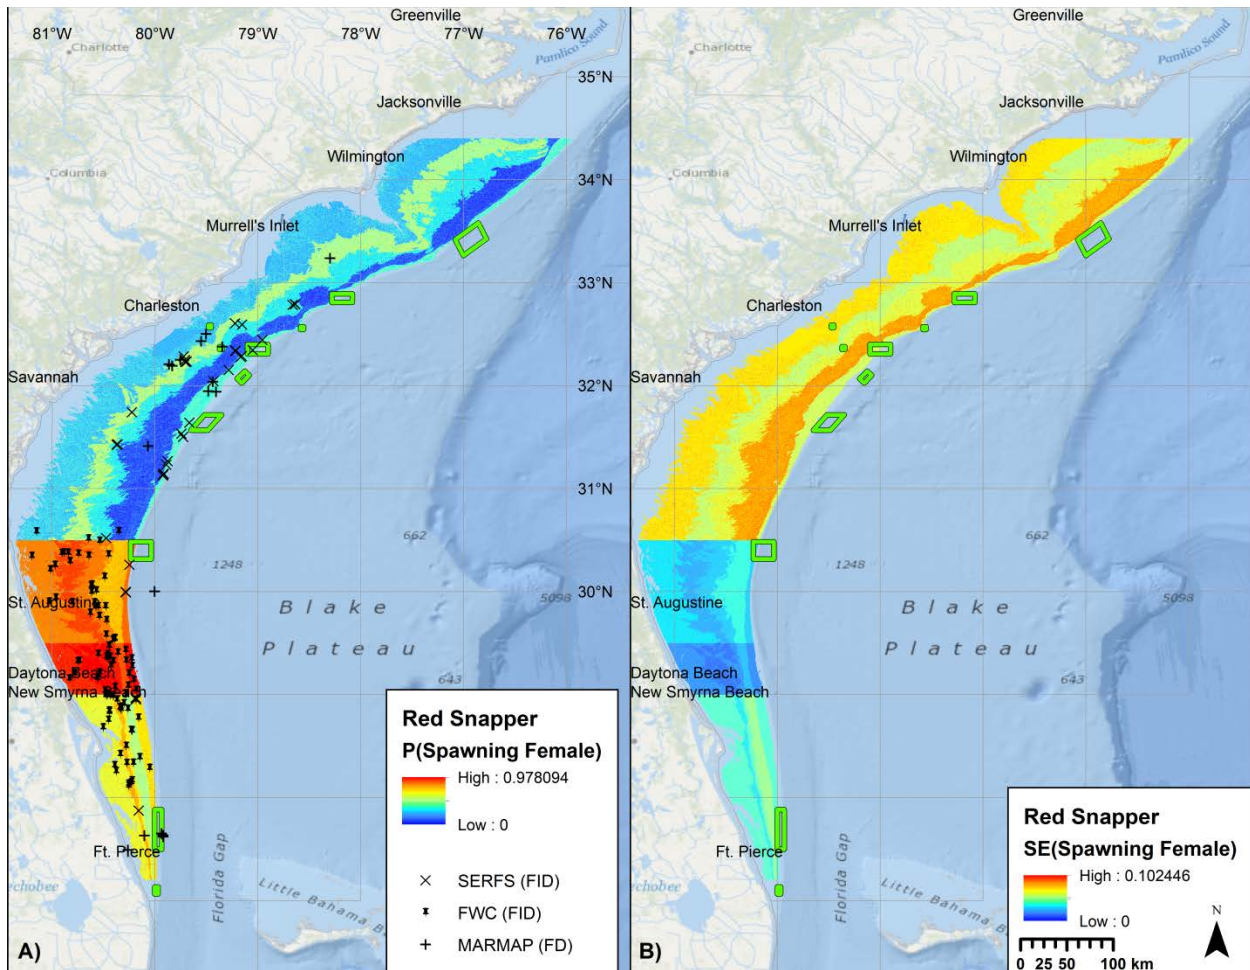 Greenville
81°W 80°W 79°W 78°W 77°W 76°W
Charlotte
Pamlico Sound
35°N
Jacksonville
Wilmington
Columbia
34°N
Murrell's Inlet
33°N
Charleston
Savannah
32°N
31°N
662
1248
30°N
St. Augustine
Blake
Plateau
5098
Daytona Beach
New Smyrna Beach
643
Ft. Pierce
Florida Gap
Little Bahama B
echobee
Red Snapper
P(Spawning Female)
High : 0.978094
Low : 0
SERFS (FID)
FWC (FID)
MARMAP (FD)
A)
Greenville
Charlotte
Pamlico Sound
Jacksonville
Wilmington
Columbia
Murrell's Inlet
Charleston
Savannah
662
1248
St. Augustine
Blake
Plateau
5098
Daytona Beach
New Smyrna Beach
643
Ft. Pierce
Florida Gap
Little Bahama
echobee
Red Snapper
SE(Spawning Female)
High : 0.102446
Low : 0
N
0 25 50 100 km
B)